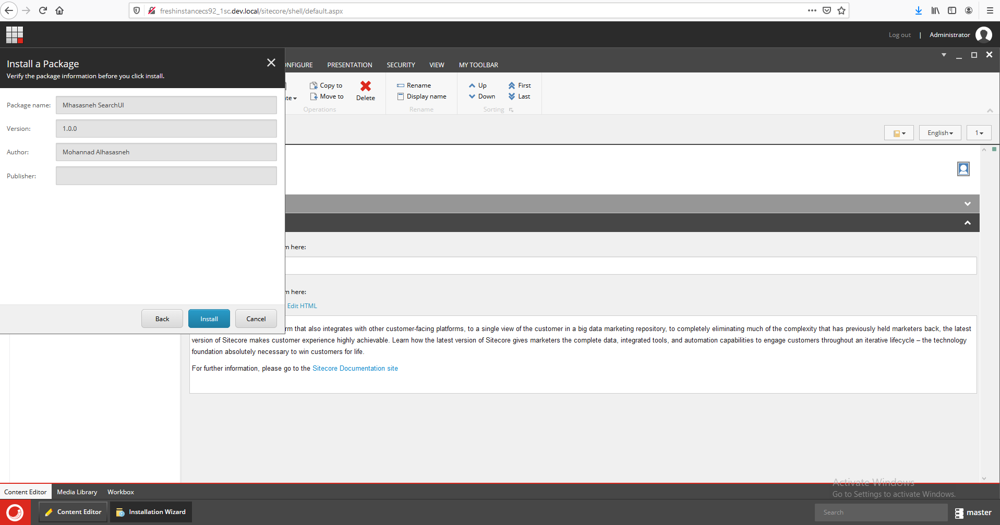 freshinstancecs92_1sc.dev.local/sitecore/shell/default.aspx
Log out | Administrator
Install a Package
Verify the package information before you click install.
Package name: Mhasasneh SearchUI
Version: 1.0.0
Author: Mohannad Alhasasneh
Publisher:
Back Install Cancel
PRESENTATION SECURITY VIEW MY TOOLBAR
Copy to
Move to
Delete
Operations
Rename
Display name
Rename
Up First
Down Last
Sorting
English 1
here:
here:
Edit HTML
that also integrates with other customer-facing platforms, to a single view of the customer in a big data marketing repository, to completely eliminating much of the complexity that has previously held marketers back, the latest
version of Sitecore makes customer experience highly achievable. Learn how the latest version of Sitecore gives marketers the complete data, integrated tools, and automation capabilities to engage customers throughout an iterative lifecycle – the technology
foundation absolutely necessary to win customers for life.
For further information, please go to the Sitecore Documentation site
Activate Windows
Go to Settings to activate Windows.
Content Editor Media Library Workbox
Content Editor Installation Wizard Search master